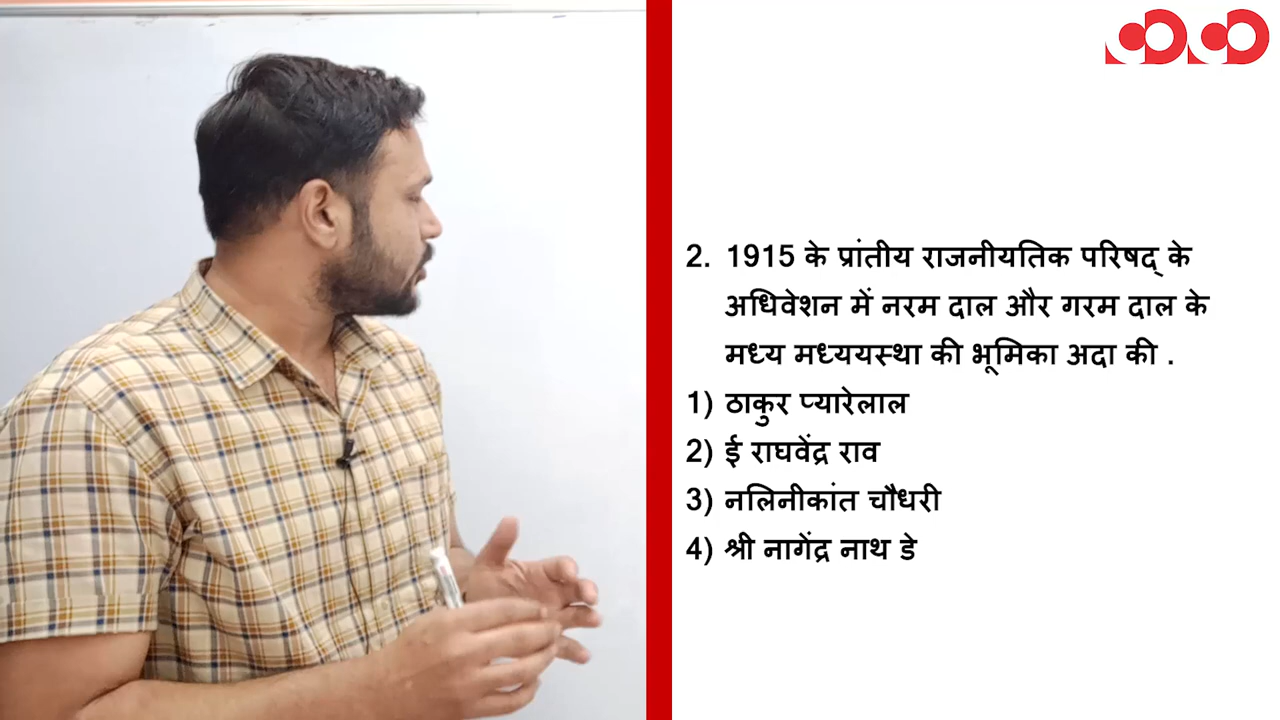 2. 1915 के प्रांतीय राजनीयतिक परिषद् के
अधिवेशन में नरम दाल और गरम दाल के
मध्य मध्ययस्था की भूमिका अदा की .
1) ठाकुर प्यारेलाल
2) ई राघवेंद्र राव
3) नलिनीकांत चौधरी
4) श्री नागेंद्र नाथ डे